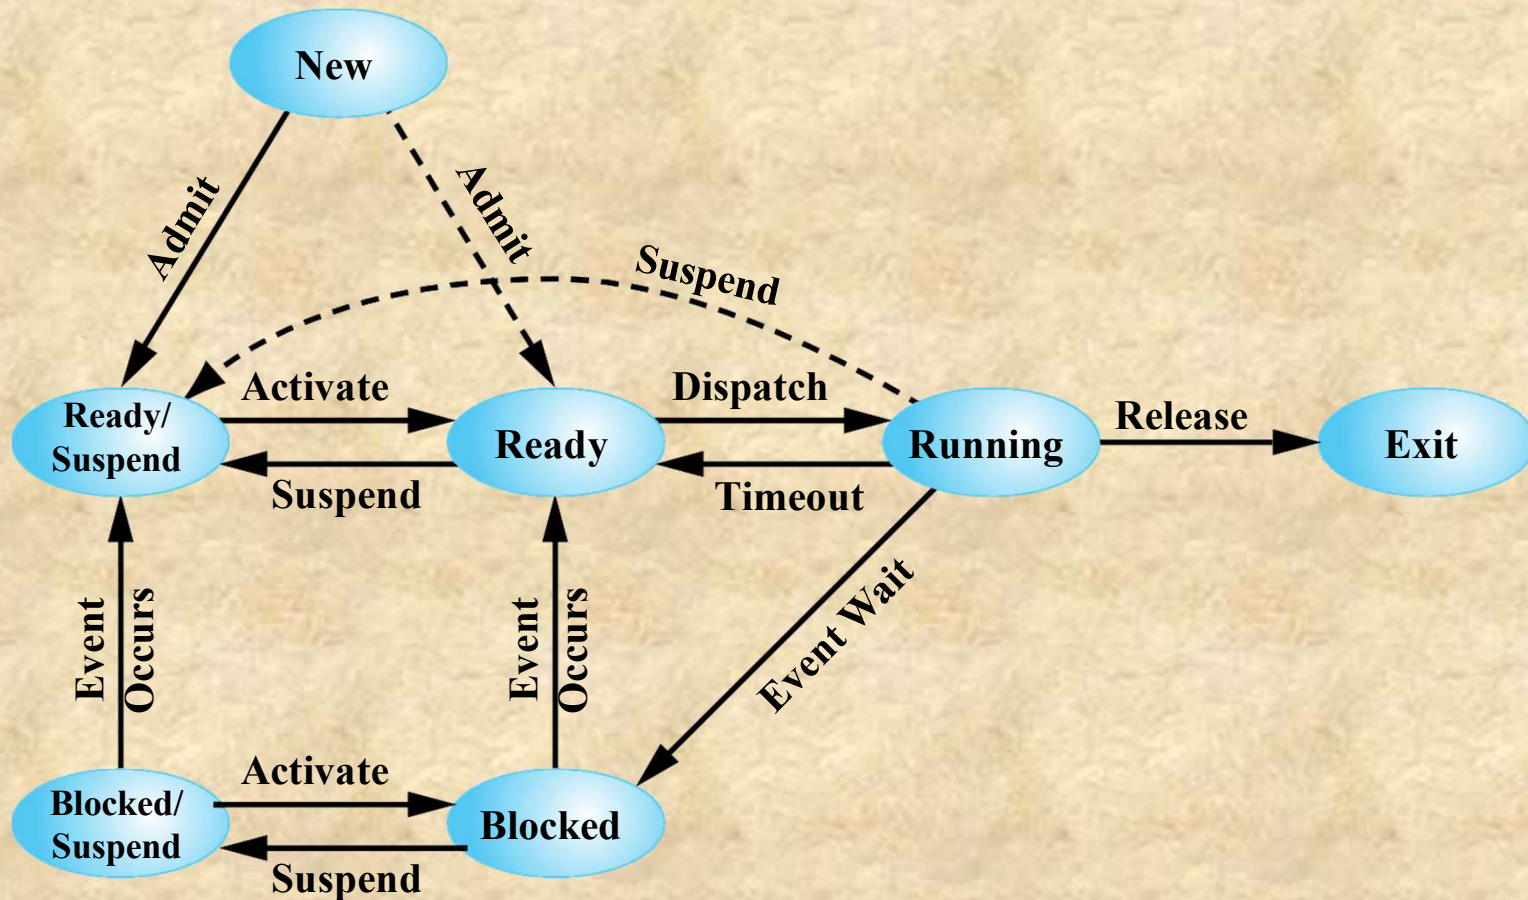 New
Admit
Admit
Suspend
Activate
Dispatch
Ready/
Suspend
Ready
Running
Release
Exit
Suspend
Timeout
Event
Occurs
Event
Occurs
Event Wait
Activate
Blocked/
Suspend
Blocked
Suspend